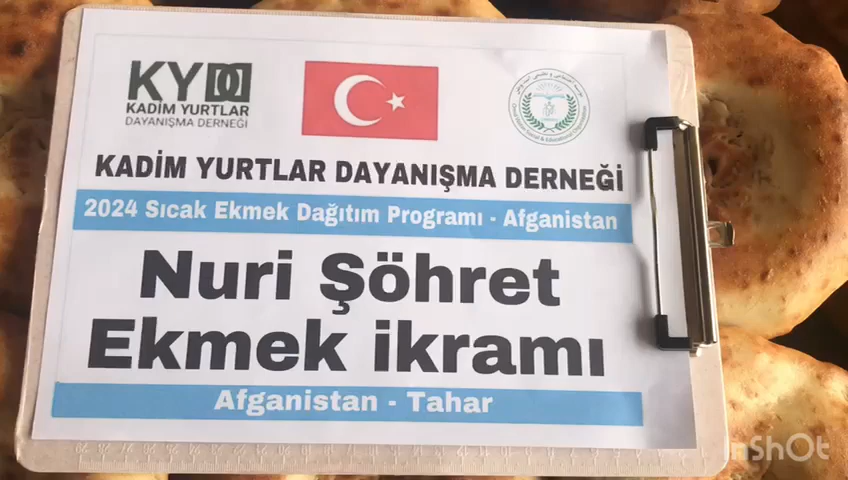 KYDD
KADİM YURTLAR
DAYANIŞMA DERNEĞİ
KADİM YURTLAR DAYANIŞMA DERNEĞİ
2024 Sıcak Ekmek Dağıtım Programı - Afganistan
Nuri Şöhret
Ekmek ikramı
Afganistan - Tahar
InShOt